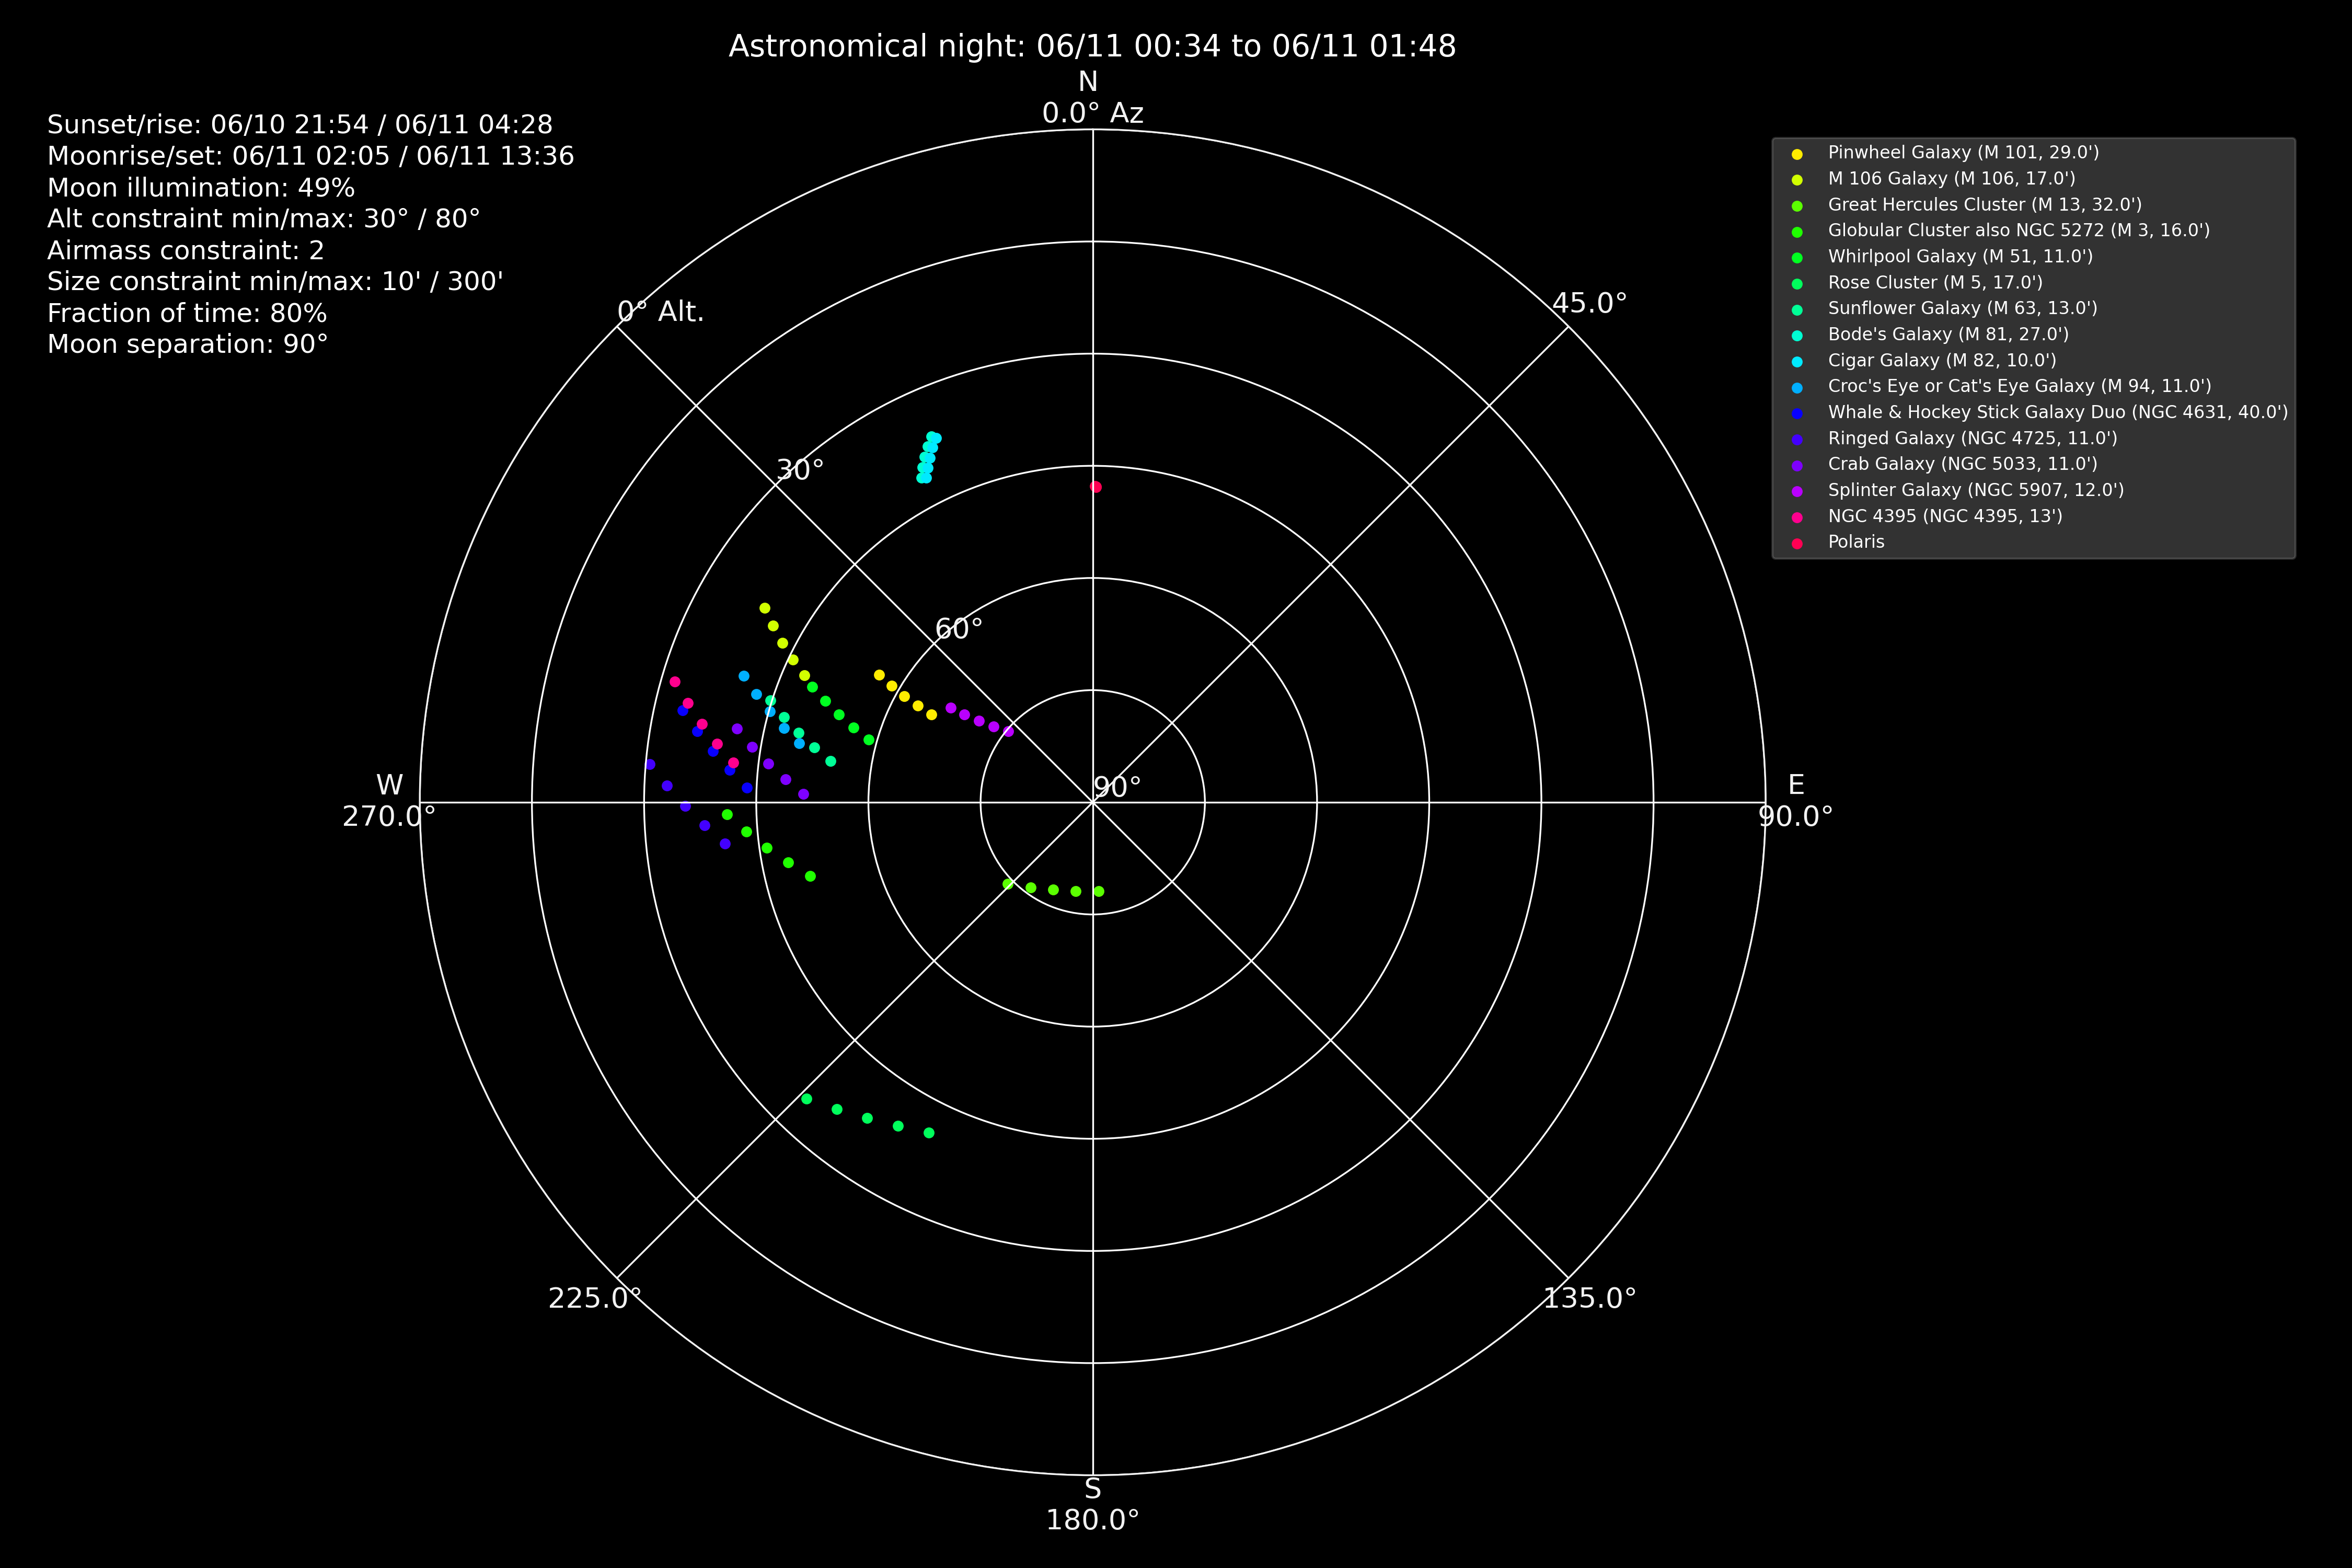 Astronomical night: 06/11 00:34 to 06/11 01:48
N
0.0° Az
Sunset/rise: 06/10 21:54 / 06/11 04:28
Moonrise/set: 06/11 02:05 / 06/11 13:36
Moon illumination: 49%
Alt constraint min/max: 30° / 80°
Airmass constraint: 2
Size constraint min/max: 10' / 300'
Fraction of time: 80%
Moon separation: 90°
Pinwheel Galaxy (M 101, 29.0')
M 106 Galaxy (M 106, 17.0')
Great Hercules Cluster (M 13, 32.0')
Globular Cluster also NGC 5272 (M 3, 16.0')
Whirlpool Galaxy (M 51, 11.0')
Rose Cluster (M 5, 17.0')
Sunflower Galaxy (M 63, 13.0')
Bode's Galaxy (M 81, 27.0')
Cigar Galaxy (M 82, 10.0')
Croc's Eye or Cat's Eye Galaxy (M 94, 11.0')
Whale & Hockey Stick Galaxy Duo (NGC 4631, 40.0')
Ringed Galaxy (NGC 4725, 11.0')
Crab Galaxy (NGC 5033, 11.0')
Splinter Galaxy (NGC 5907, 12.0')
NGC 4395 (NGC 4395, 13')
Polaris
0° Alt.
45.0°
30°
60°
90°
W
270.0°
E
90.0°
225.0°
135.0°
S
180.0°